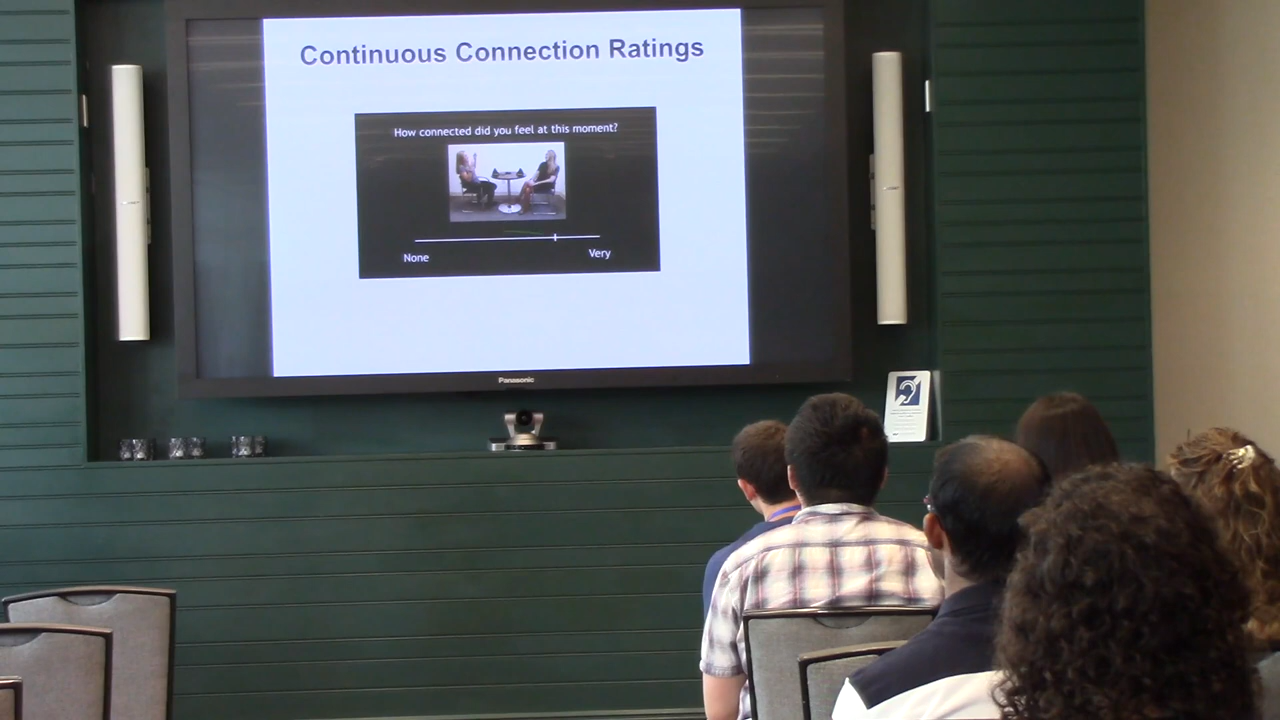 Continuous Connection Ratings
How connected did you feel at this moment?
None
Very
Panasonic